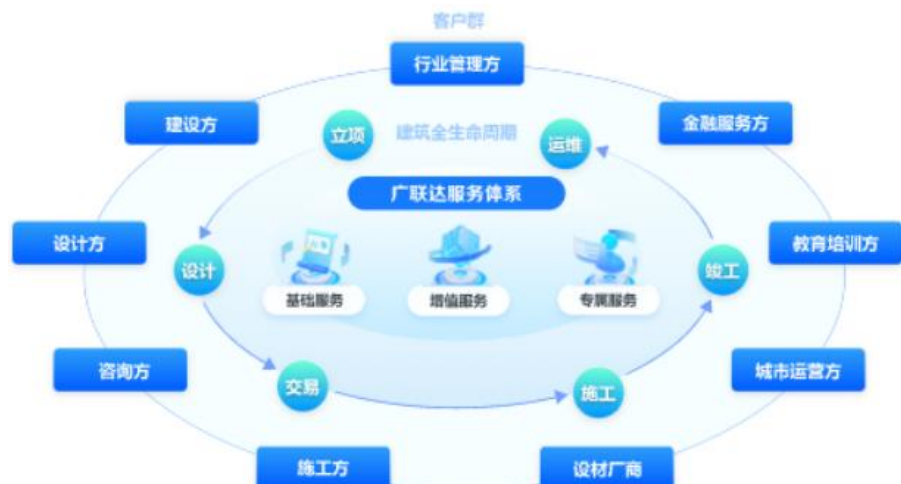 客户群
行业管理方
建设方
金融服务方
立项
建筑全生命周期
运维
广联达服务体系
设计方
教育培训方
设计
竣工
基础服务
增值服务
专属服务
咨询方
城市运营方
交易
施工
施工方
设材厂商